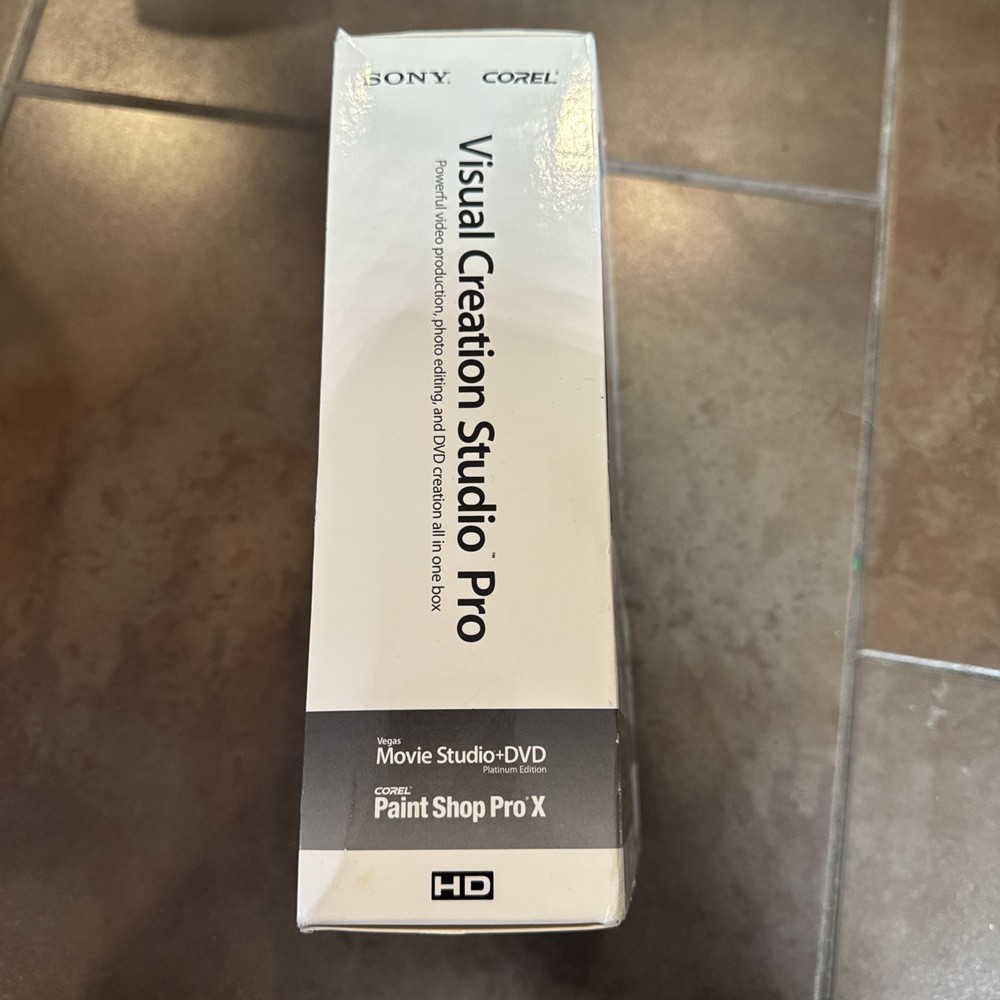 SONY COREL®
Visual Creation Studio™ Pro
Powerful video production, photo editing, and DVD creation all in one box
Vegas
Movie Studio+DVD
Platinum Edition
COREL®
Paint Shop Pro® X
HD